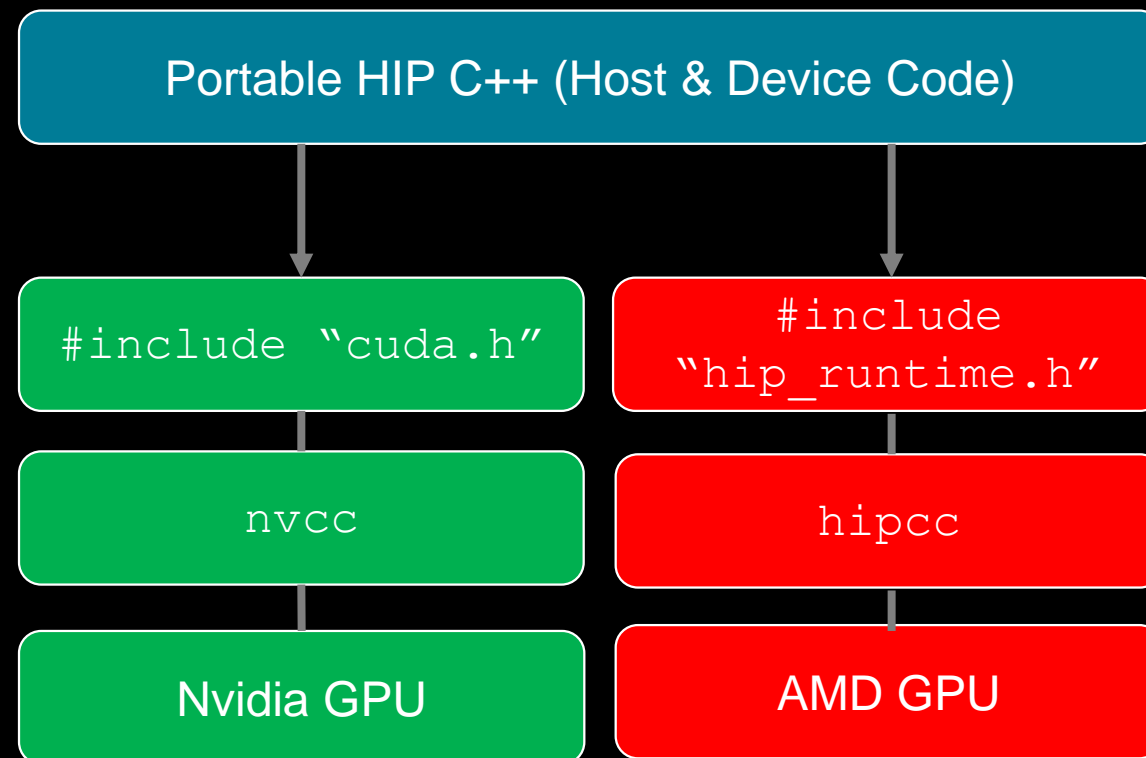 Portable HIP C++ (Host & Device Code)
#include “cuda.h”
#include
“hip_runtime.h”
nvcc
hipcc
Nvidia GPU
AMD GPU